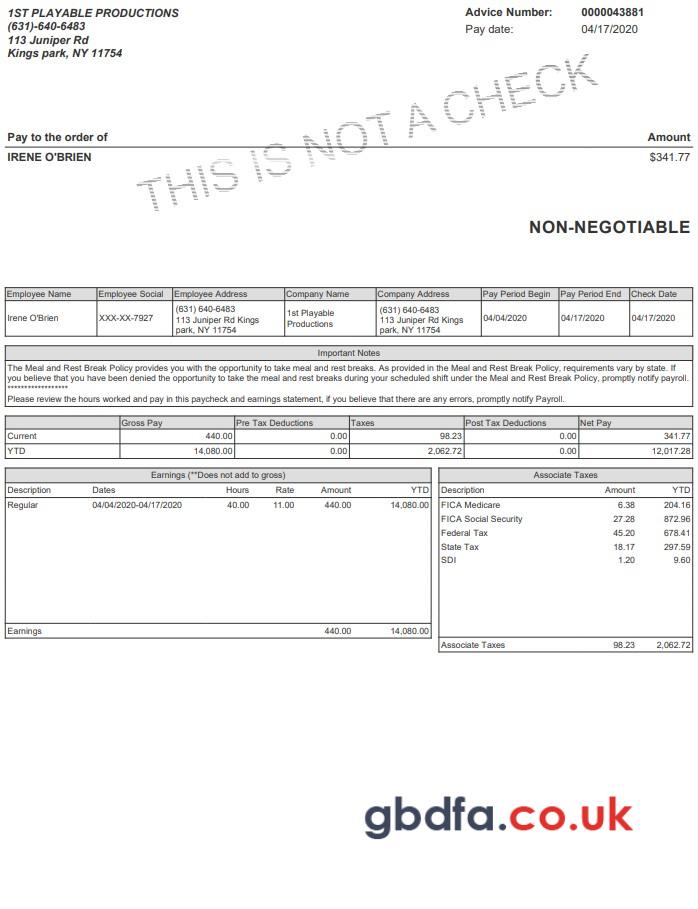 1ST PLAYABLE PRODUCTIONS
(631)-640-6483
113 Juniper Rd
Kings park, NY 11754
Advice Number: 0000043881
Pay date: 04/17/2020
THIS IS NOT A CHECK
Pay to the order of Amount
IRENE O'BRIEN $341.77
NON-NEGOTIABLE
Employee Name Employee Social Employee Address Company Name Company Address Pay Period Begin Pay Period End Check Date
Irene O'Brien XXX-XX-7927 (631) 640-6483 1st Playable (631) 640-6483 04/04/2020 04/17/2020 04/17/2020
113 Juniper Rd Kings Productions 113 Juniper Rd Kings
park, NY 11754 park, NY 11754
Important Notes
The Meal and Rest Break Policy provides you with the opportunity to take meal and rest breaks. As provided in the Meal and Rest Break Policy, requirements vary by state. If
you believe that you have been denied the opportunity to take the meal and rest breaks during your scheduled shift under the Meal and Rest Break Policy, promptly notify payroll.
******************
Please review the hours worked and pay in this paycheck and earnings statement, if you believe that there are any errors, promptly notify Payroll.
Gross Pay Pre Tax Deductions Taxes Post Tax Deductions Net Pay
Current 440.00 0.00 98.23 0.00 341.77
YTD 14,080.00 0.00 2,062.72 0.00 12,017.28
Earnings (**Does not add to gross)
Description Dates Hours Rate Amount YTD
Regular 04/04/2020-04/17/2020 40.00 11.00 440.00 14,080.00
Earnings 440.00 14,080.00
Associate Taxes
Description Amount YTD
FICA Medicare 6.38 204.16
FICA Social Security 27.28 872.96
Federal Tax 45.20 678.41
State Tax 18.17 297.59
SDI 1.20 9.60
Associate Taxes 98.23 2,062.72
gbdfa.co.uk